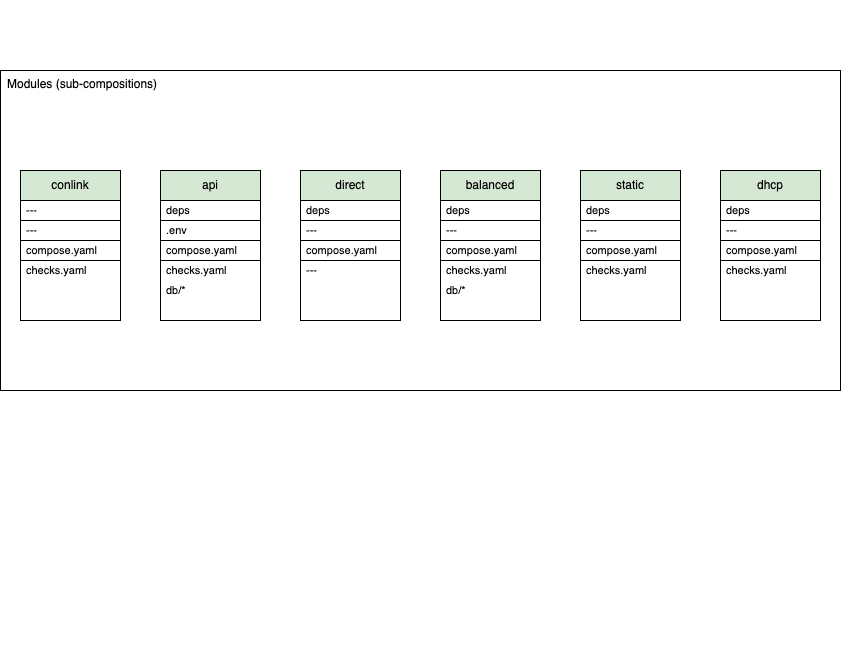 Modules (sub-compositions)
conlink
---
---
compose.yaml
checks.yaml
api
deps
.env
compose.yaml
checks.yaml
db/*
direct
deps
---
compose.yaml
---
balanced
deps
---
compose.yaml
checks.yaml
db/*
static
deps
---
compose.yaml
checks.yaml
dhcp
deps
---
compose.yaml
checks.yaml